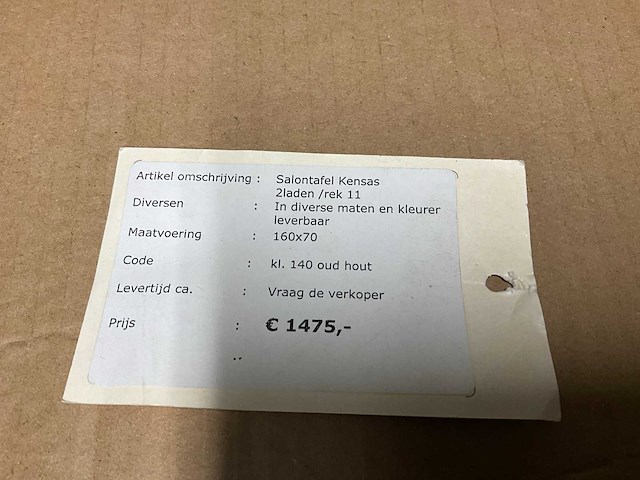 Artikel omschrijving : Salontafel Kensas
2laden /rek 11
Diversen : In diverse maten en kleurer
leverbaar
Maatvoering : 160x70
Code : kl. 140 oud hout
Levertijd ca. : Vraag de verkoper
Prijs : € 1475,-
..